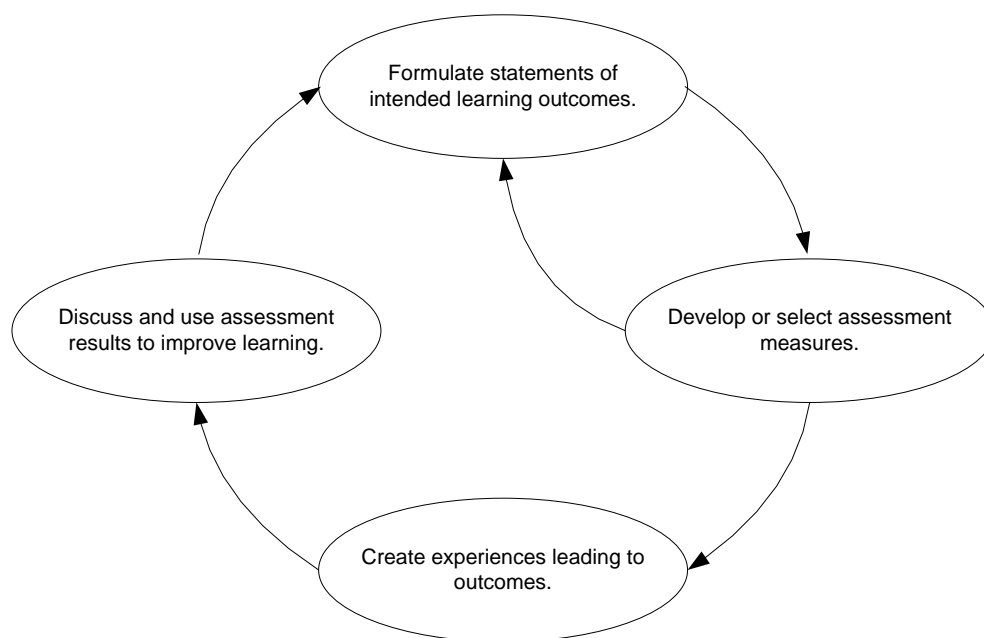 Formulate statements of
intended learning outcomes.
Develop or select assessment
measures.
Create experiences leading to
outcomes.
Discuss and use assessment
results to improve learning.